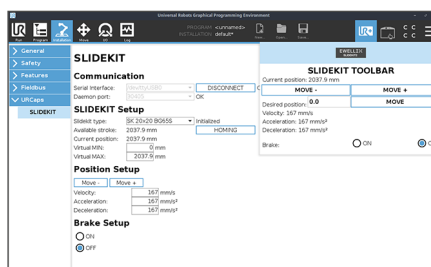 Universal Robots Graphical Programming Environment
PROGRAM <unnamed>
INSTALLATION default*
Run
Program
Installation
Move
I/O
Log
New...
Open...
Save...
UR+
General
Safety
Features
Fieldbus
URCaps
SLIDEKIT
SLIDEKIT
Communication
Serial Interface:
DISCONNECT
Daemon port:
OK
SLIDEKIT Setup
Slidekit type: SK 20x20 BG65S Initialized
Available stroke: 2037.9 mm HOMING
Current position: 2037.9 mm
Virtual MIN: 0 mm
Virtual MAX: 2037.9 mm
Position Setup
Move - Move +
Velocity: 167 mm/s
Acceleration: 167 mm/s²
Deceleration: 167 mm/s²
Brake Setup
ON
OFF
EWELLIX
SLIDEKIT TOOLBAR
Current position: 2037.9 mm
MOVE - MOVE +
Desired position: 0.0 MOVE
Velocity: 167 mm/s
Acceleration: 167 mm/s²
Deceleration: 167 mm/s²
Brake: ON